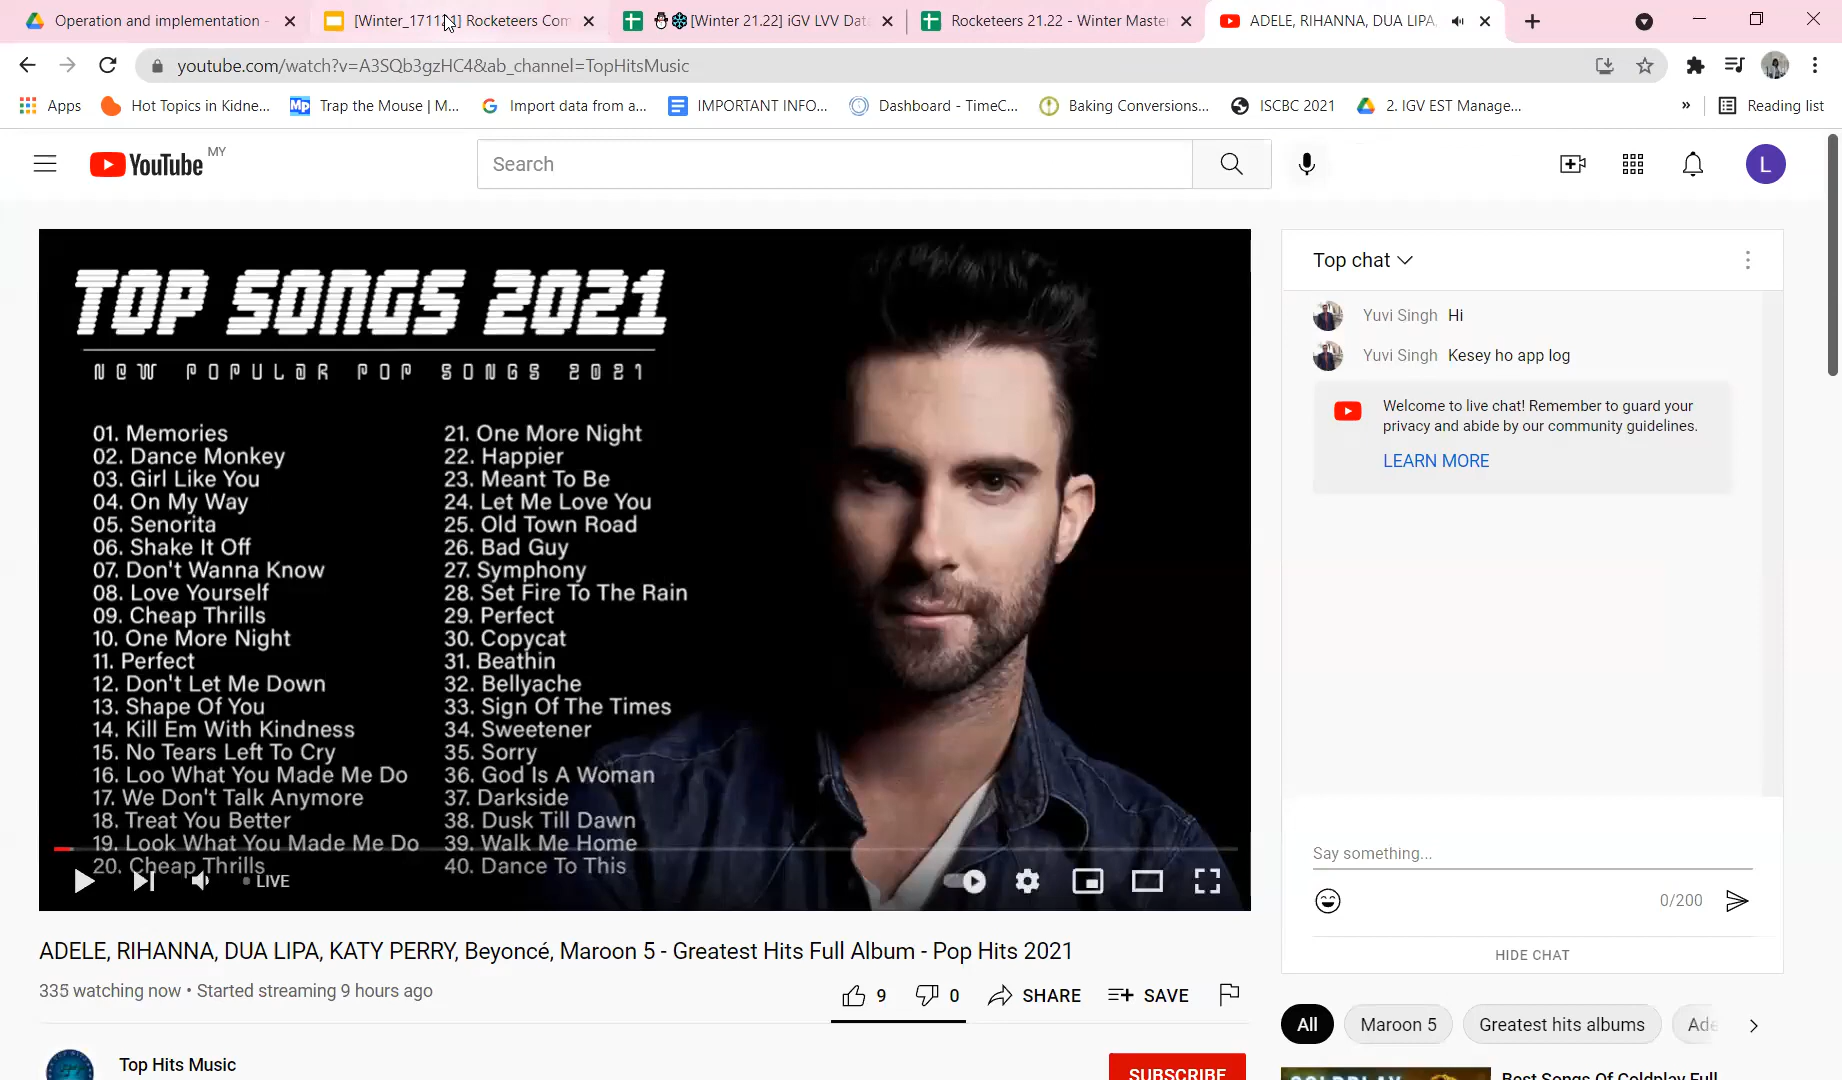 Operation and implementation -
[Winter_1711.21] Rocketeers Com
[Winter 21.22] iGV LVV Dat
Rocketeers 21.22 - Winter Maste
ADELE, RIHANNA, DUA LIPA,
youtube.com/watch?v=A3SQb3gzHC4&ab_channel=TopHitsMusic
Apps
Hot Topics in Kidne...
Mp Trap the Mouse | M...
Import data from a...
IMPORTANT INFO...
Dashboard - TimeC...
Baking Conversions...
ISCBC 2021
2. IGV EST Manage...
»
Reading list
YouTube MY
Search
L
TOP SONGS 2021
NEW POPULAR POP SONGS 2021
01. Memories
02. Dance Monkey
03. Girl Like You
04. On My Way
05. Senorita
06. Shake It Off
07. Don't Wanna Know
08. Love Yourself
09. Cheap Thrills
10. One More Night
11. Perfect
12. Don't Let Me Down
13. Shape Of You
14. Kill Em With Kindness
15. No Tears Left To Cry
16. Loo What You Made Me Do
17. We Don't Talk Anymore
18. Treat You Better
19. Look What You Made Me Do
20. Cheap Thrills
21. One More Night
22. Happier
23. Meant To Be
24. Let Me Love You
25. Old Town Road
26. Bad Guy
27. Symphony
28. Set Fire To The Rain
29. Perfect
30. Copycat
31. Beathin
32. Bellyache
33. Sign Of The Times
34. Sweetener
35. Sorry
36. God Is A Woman
37. Darkside
38. Dusk Till Dawn
39. Walk Me Home
40. Dance To This
LIVE
Top chat
Yuvi Singh Hi
Yuvi Singh Kesey ho app log
Welcome to live chat! Remember to guard your
privacy and abide by our community guidelines.
LEARN MORE
Say something...
0/200
HIDE CHAT
ADELE, RIHANNA, DUA LIPA, KATY PERRY, Beyoncé, Maroon 5 - Greatest Hits Full Album - Pop Hits 2021
335 watching now • Started streaming 9 hours ago
9
0
SHARE
SAVE
All
Maroon 5
Greatest hits albums
Ade
Top Hits Music
SUBSCRIBE
COLDPLAY
Best Songs Of Coldplay Full